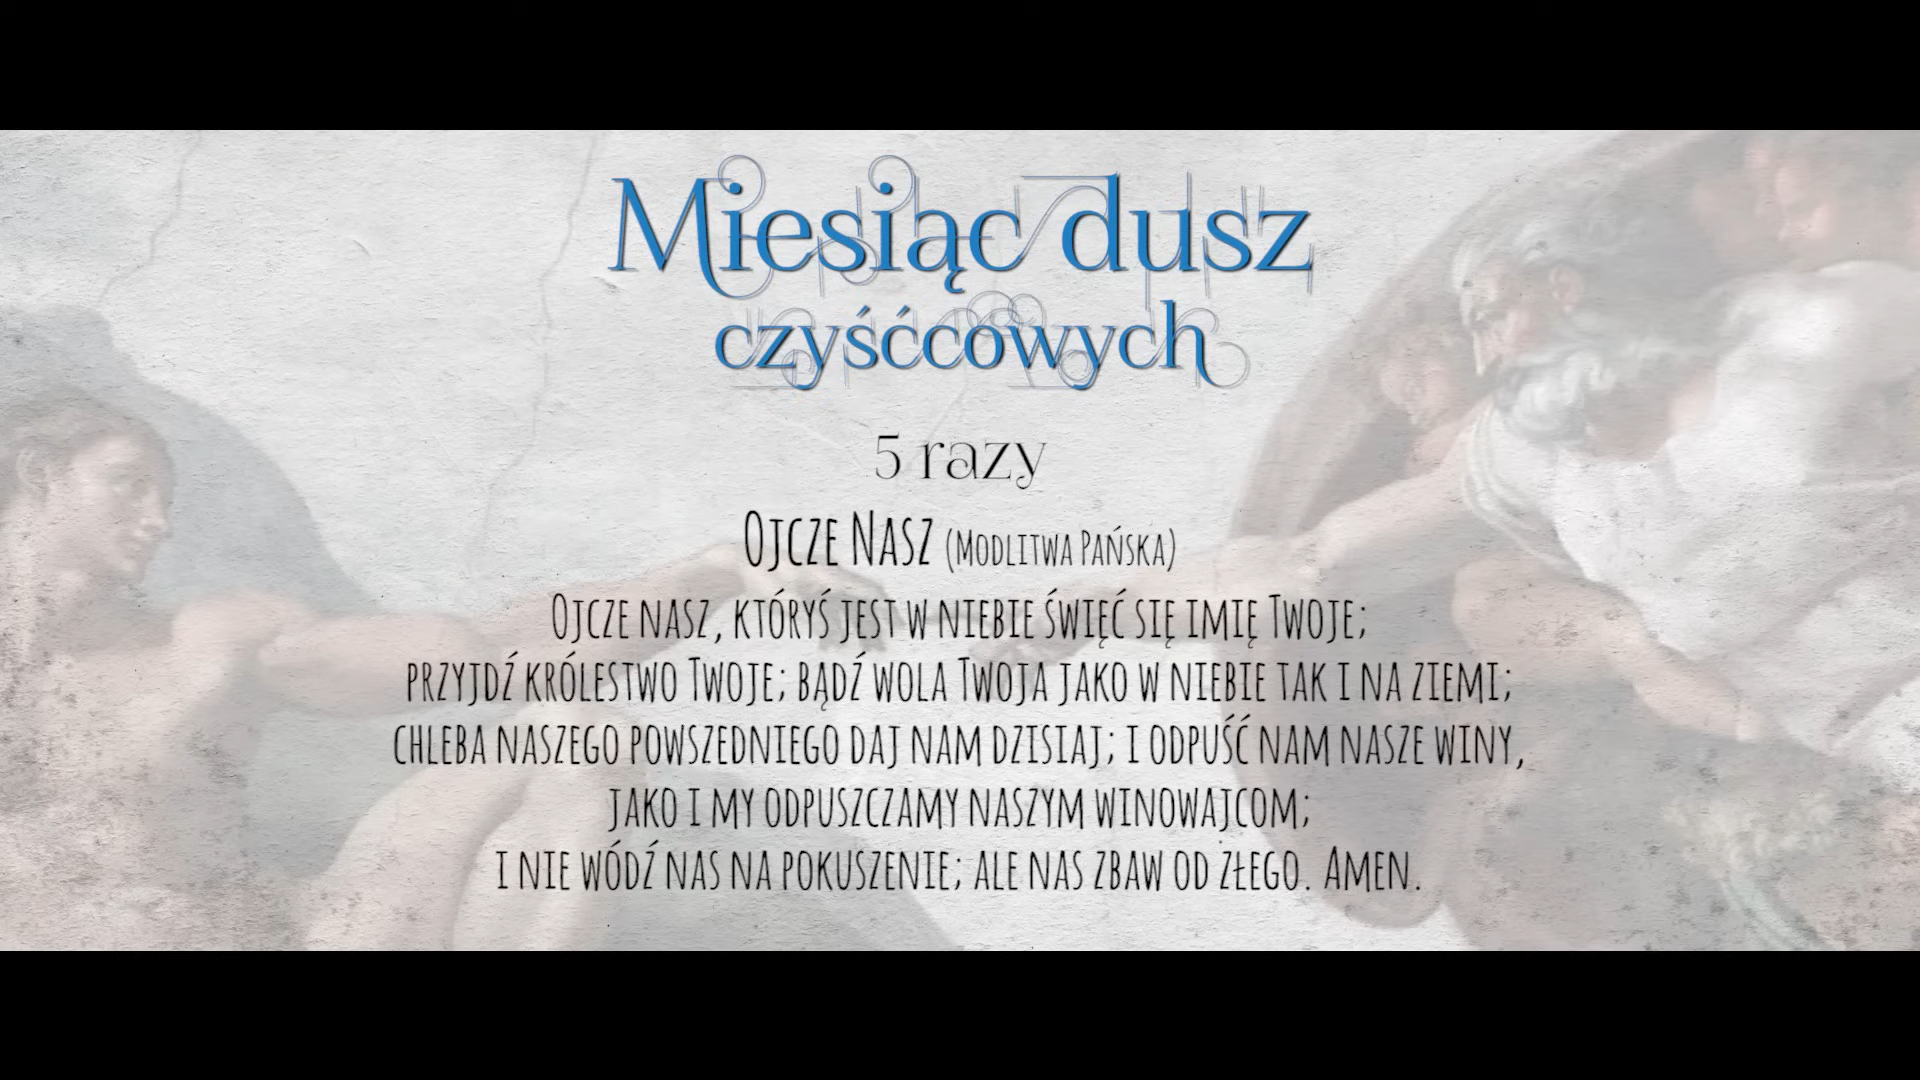 Miesiąc dusz
czyśćcowych
5 razy
Ojcze Nasz (Modlitwa Pańska)
Ojcze nasz, któryś jest w niebie święć się imię Twoje;
przyjdź królestwo Twoje; bądź wola Twoja jako w niebie tak i na ziemi;
chleba naszego powszedniego daj nam dzisiaj; i odpuść nam nasze winy,
jako i my odpuszczamy naszym winowajcom;
i nie wódź nas na pokuszenie; ale nas zbaw od złego. Amen.